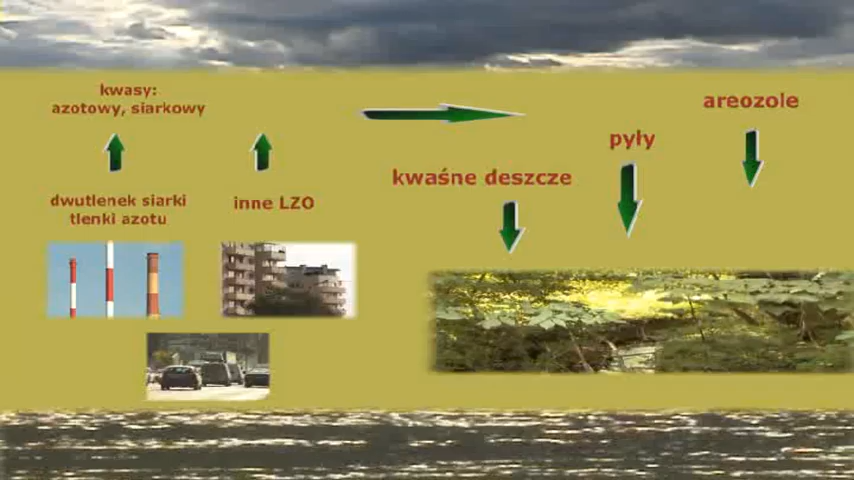 kwasy:
azotowy, siarkowy
dwutlenek siarki
tlenki azotu
inne LZO
kwaśne deszcze
pyły
areozole